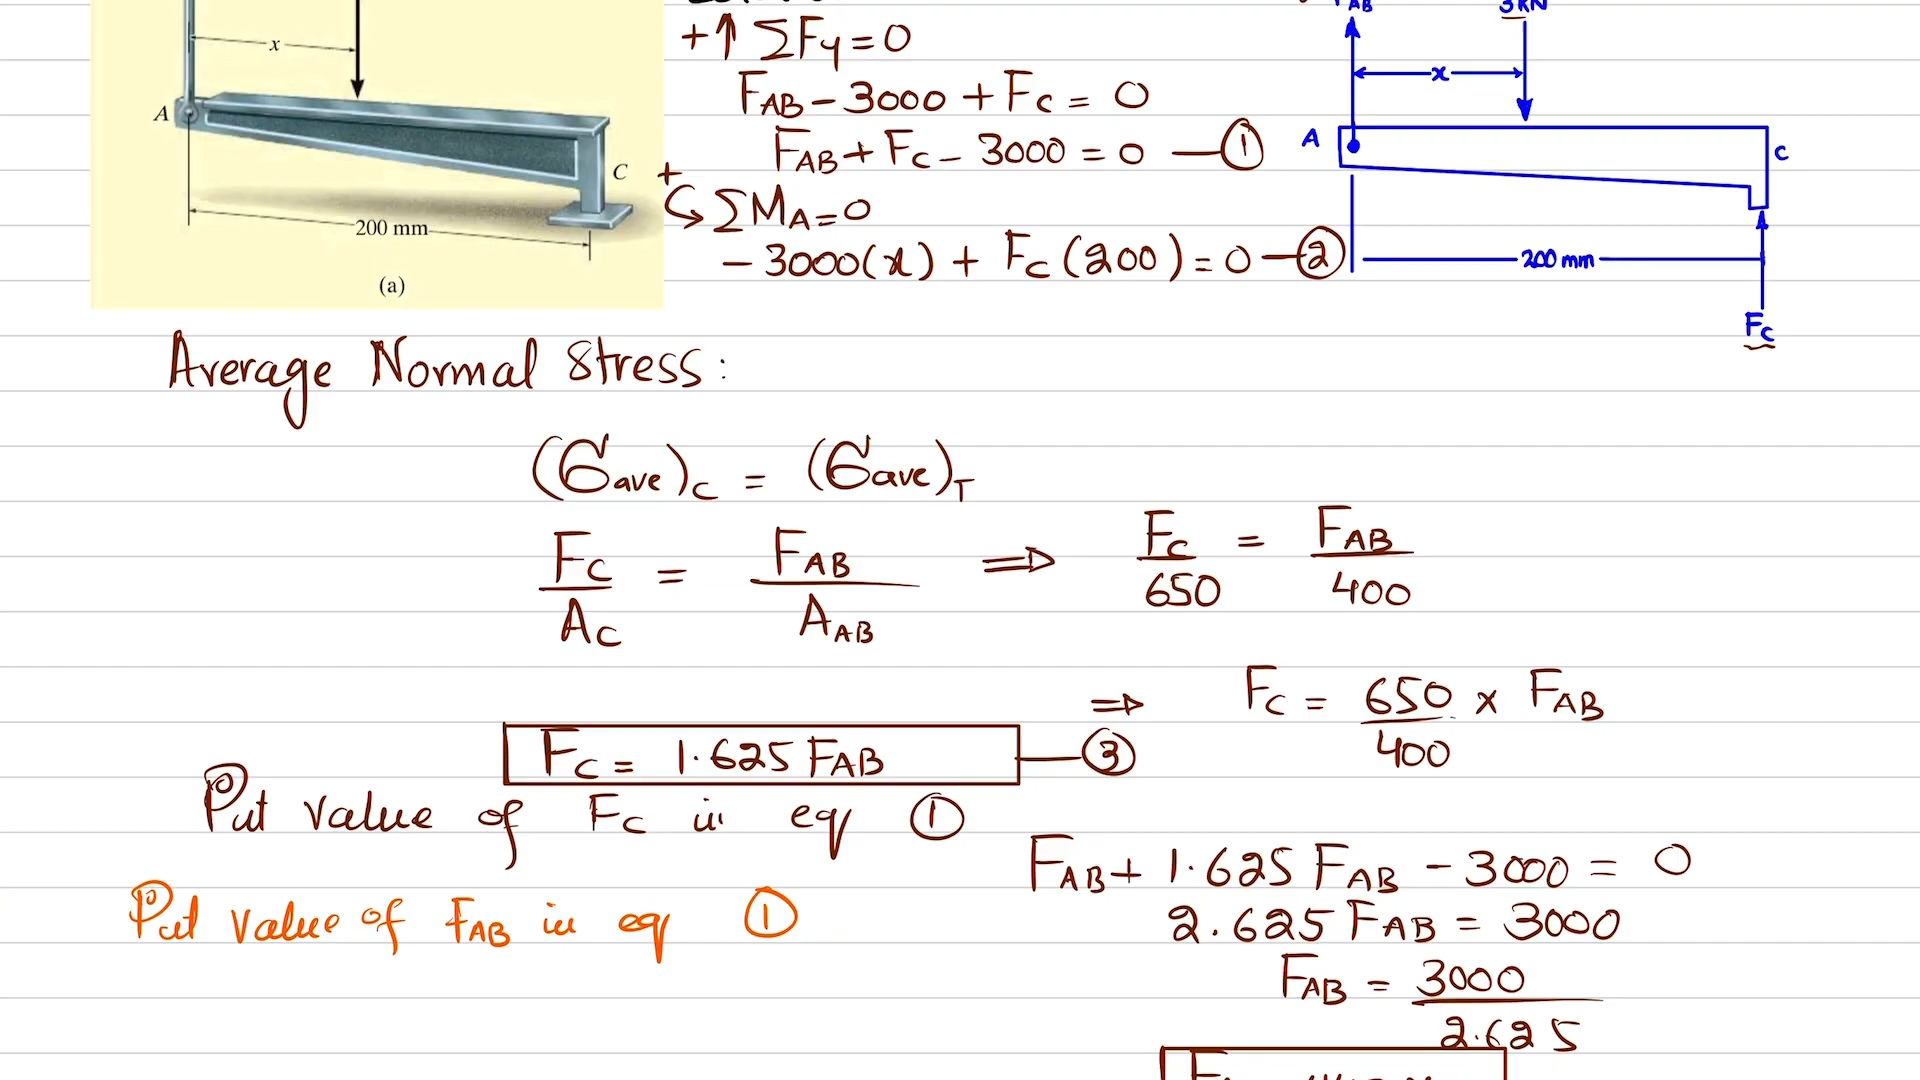 x
A
C
200 mm
(a)
+↑ ΣFy = 0
FAB - 3000 + Fc = 0
FAB + Fc - 3000 = 0 — ①
+ ΣMA = 0
- 3000(x) + Fc (200) = 0 — ②
AB
3KN
x
A
C
200 mm
Fc
Average Normal Stress:
(σave)c = (σave)T
Fc/Ac = FAB/AAB ⇒ Fc/650 = FAB/400
⇒ Fc = 650/400 × FAB
Fc = 1.625 FAB — ③
Put value of Fc in eq ①
FAB + 1.625 FAB - 3000 = 0
2.625 FAB = 3000
FAB = 3000/2.625
Put value of FAB in eq ①